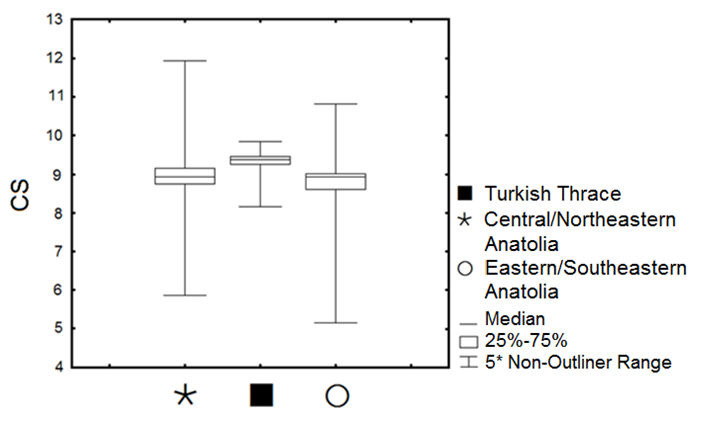 13
12
11
10
9
8
7
6
5
4
CS
Turkish Thrace
Central/Northeastern
Anatolia
Eastern/Southeastern
Anatolia
Median
25%-75%
5* Non-Outliner Range